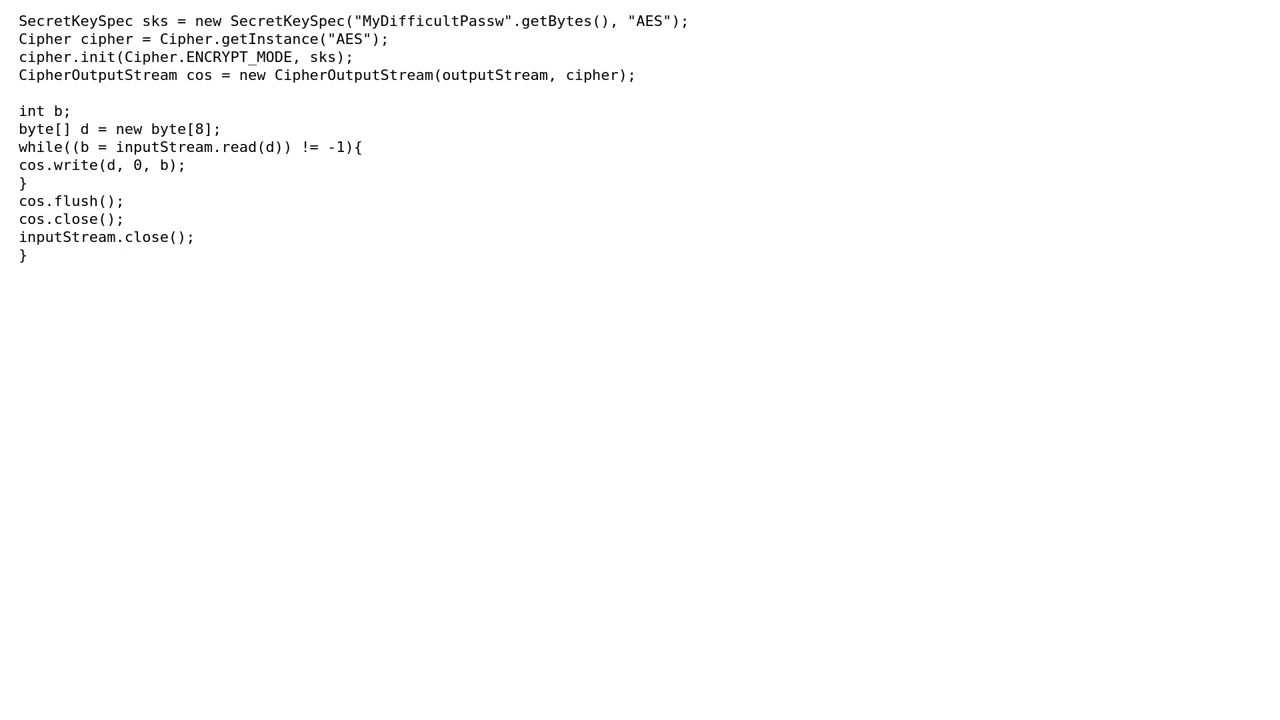 SecretKeySpec sks = new SecretKeySpec("MyDifficultPassw".getBytes(), "AES");
Cipher cipher = Cipher.getInstance("AES");
cipher.init(Cipher.ENCRYPT_MODE, sks);
CipherOutputStream cos = new CipherOutputStream(outputStream, cipher);

int b;
byte[] d = new byte[8];
while((b = inputStream.read(d)) != -1){
cos.write(d, 0, b);
}
cos.flush();
cos.close();
inputStream.close();
}